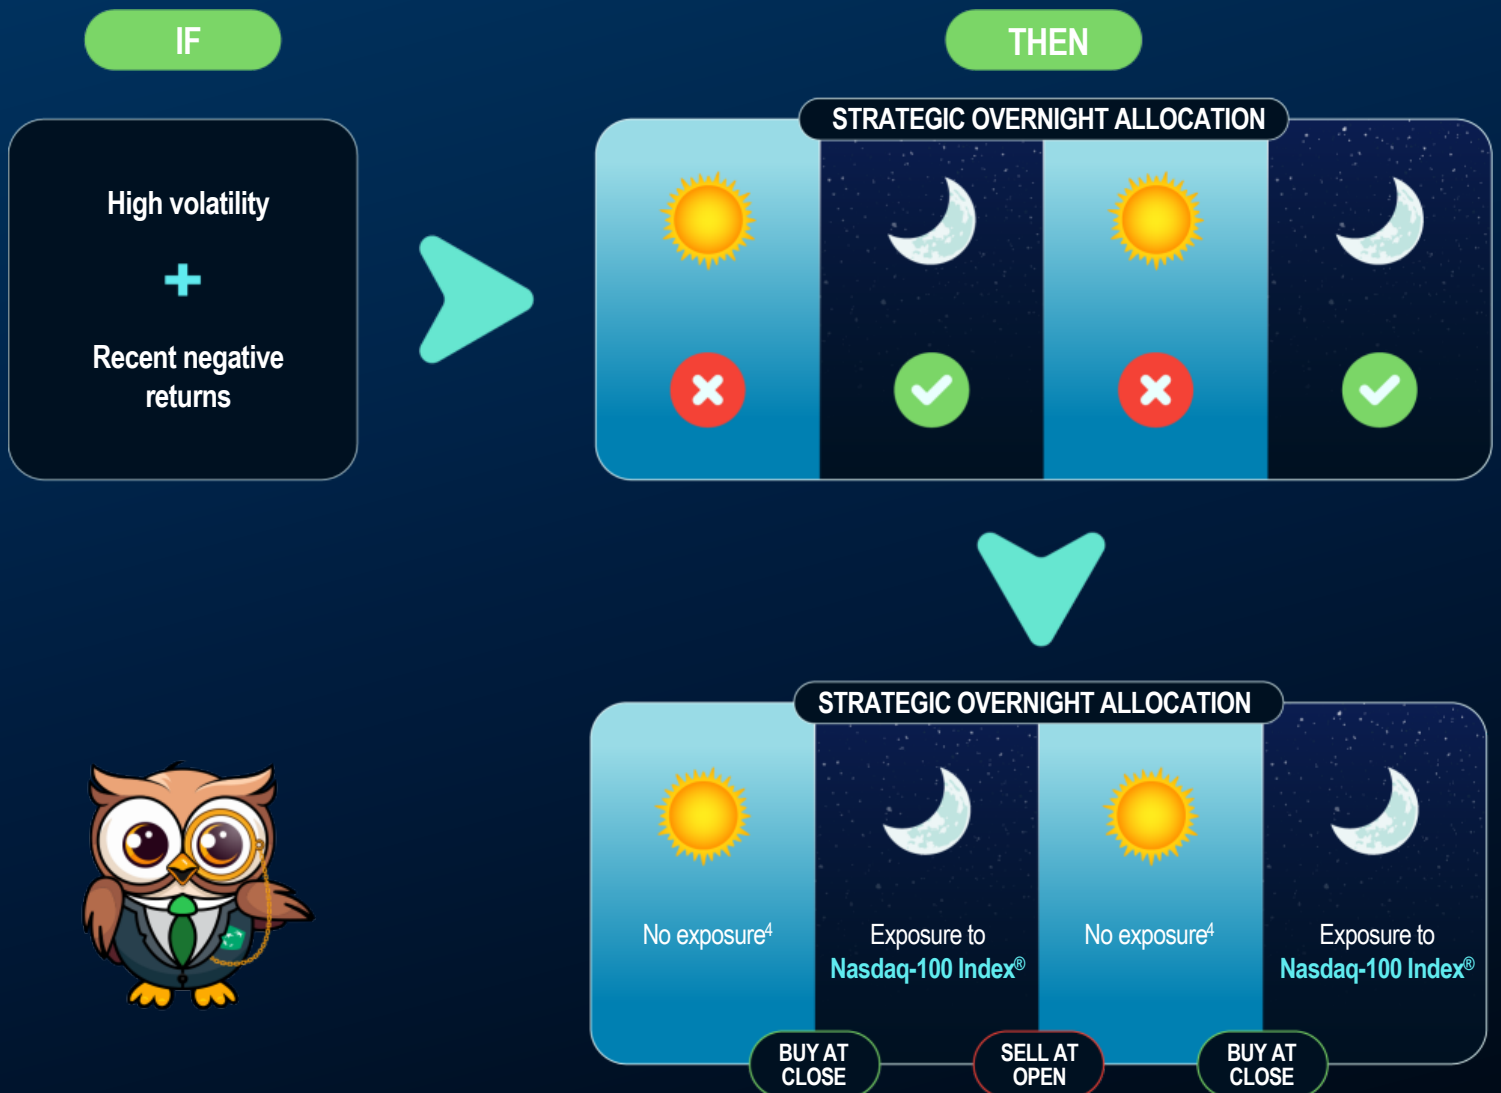 IF
THEN
High volatility
+
Recent negative
returns
STRATEGIC OVERNIGHT ALLOCATION
STRATEGIC OVERNIGHT ALLOCATION
No exposure⁴
Exposure to
Nasdaq-100 Index®
No exposure⁴
Exposure to
Nasdaq-100 Index®
BUY AT
CLOSE
SELL AT
OPEN
BUY AT
CLOSE